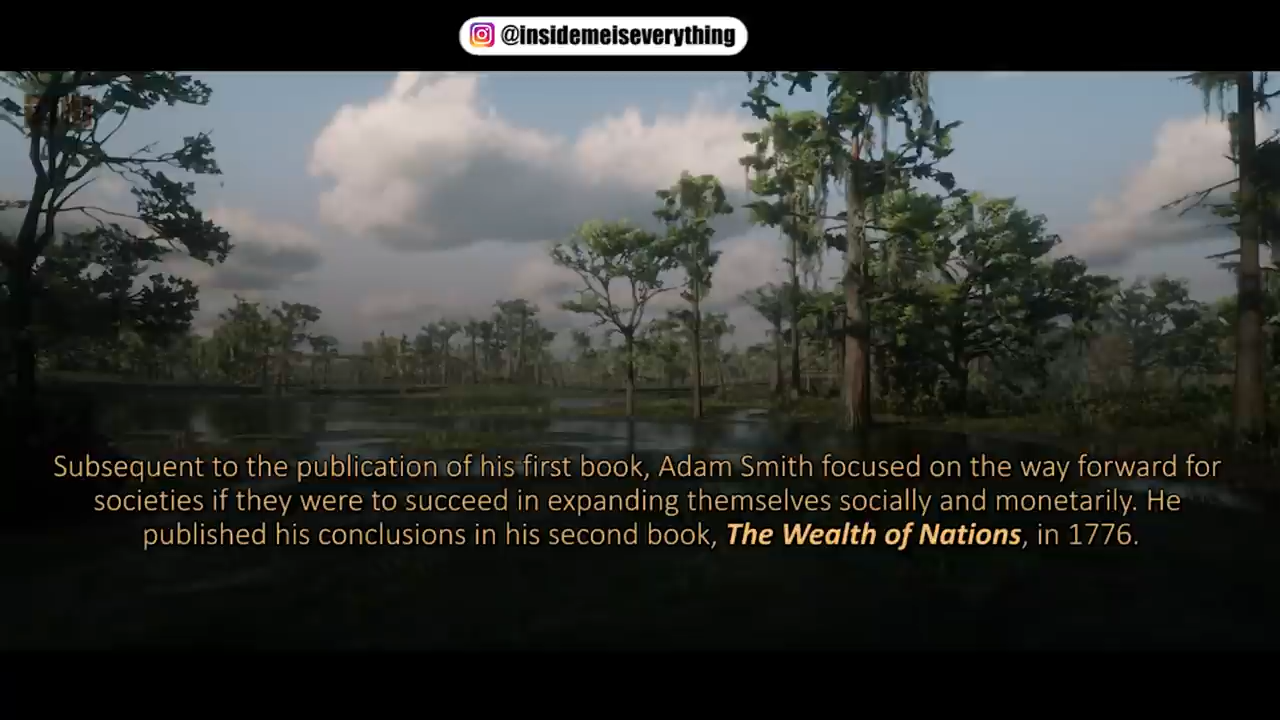 @insidemeiseverything
Subsequent to the publication of his first book, Adam Smith focused on the way forward for
societies if they were to succeed in expanding themselves socially and monetarily. He
published his conclusions in his second book, The Wealth of Nations, in 1776.